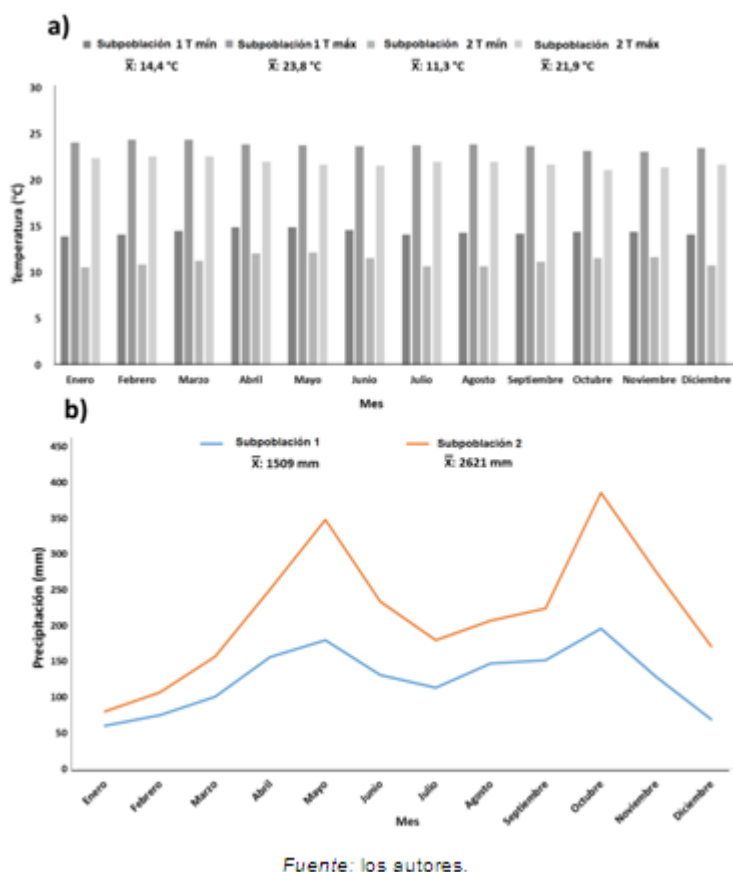 a)
Subpoblación 1 T mín Subpoblación 1 T máx Subpoblación 2 T mín Subpoblación 2 T máx
X̅: 14,4 °C X̅: 23,8 °C X̅: 11,3 °C X̅: 21,9 °C
30
25
20
15
10
5
0
Temperatura (°C)
Enero Febrero Marzo Abril Mayo Junio Julio Agosto Septiembre Octubre Noviembre Diciembre
Mes
b)
Subpoblación 1 Subpoblación 2
X̅: 1509 mm X̅: 2621 mm
450
400
350
300
250
200
150
100
50
0
Precipitación (mm)
Enero Febrero Marzo Abril Mayo Junio Julio Agosto Septiembre Octubre Noviembre Diciembre
Mes
Fuente: los autores.